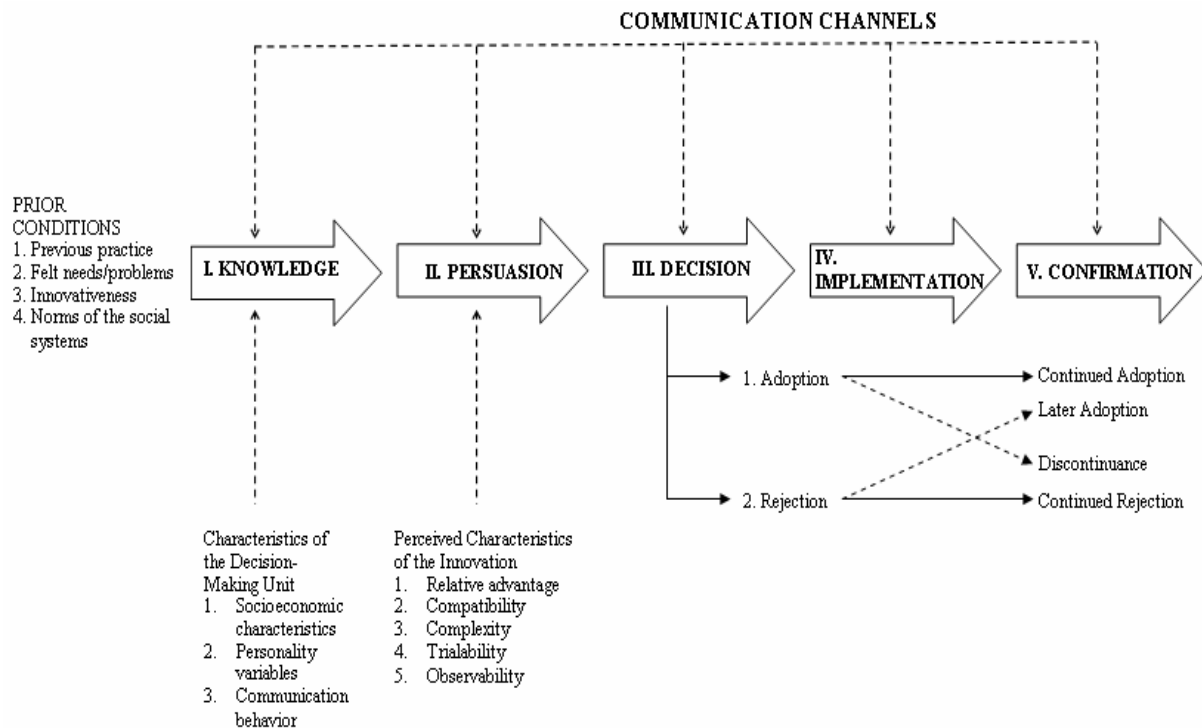 COMMUNICATION CHANNELS
PRIOR
CONDITIONS
1. Previous practice
2. Felt needs/problems
3. Innovativeness
4. Norms of the social
systems
I. KNOWLEDGE
II. PERSUASION
III. DECISION
IV.
IMPLEMENTATION
V. CONFIRMATION
1. Adoption
2. Rejection
Continued Adoption
Later Adoption
Discontinuance
Continued Rejection
Characteristics of
the Decision-
Making Unit
1. Socioeconomic
characteristics
2. Personality
variables
3. Communication
behavior
Perceived Characteristics
of the Innovation
1. Relative advantage
2. Compatibility
3. Complexity
4. Trialability
5. Observability